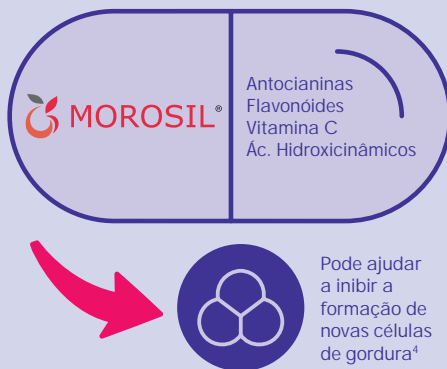 MOROSIL®
Antocianinas
Flavonóides
Vitamina C
Ác. Hidroxicinâmicos
Pode ajudar
a inibir a
formação de
novas células
de gordura⁴